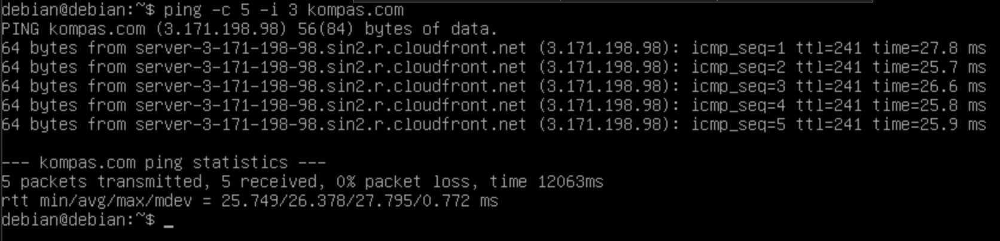 debian@debian:~$ ping -c 5 -i 3 kompas.com
PING kompas.com (3.171.198.98) 56(84) bytes of data.
64 bytes from server-3-171-198-98.sin2.r.cloudfront.net (3.171.198.98): icmp_seq=1 ttl=241 time=27.8 ms
64 bytes from server-3-171-198-98.sin2.r.cloudfront.net (3.171.198.98): icmp_seq=2 ttl=241 time=25.7 ms
64 bytes from server-3-171-198-98.sin2.r.cloudfront.net (3.171.198.98): icmp_seq=3 ttl=241 time=26.6 ms
64 bytes from server-3-171-198-98.sin2.r.cloudfront.net (3.171.198.98): icmp_seq=4 ttl=241 time=25.8 ms
64 bytes from server-3-171-198-98.sin2.r.cloudfront.net (3.171.198.98): icmp_seq=5 ttl=241 time=25.9 ms

--- kompas.com ping statistics ---
5 packets transmitted, 5 received, 0% packet loss, time 12063ms
rtt min/avg/max/mdev = 25.749/26.378/27.795/0.772 ms
debian@debian:~$ _